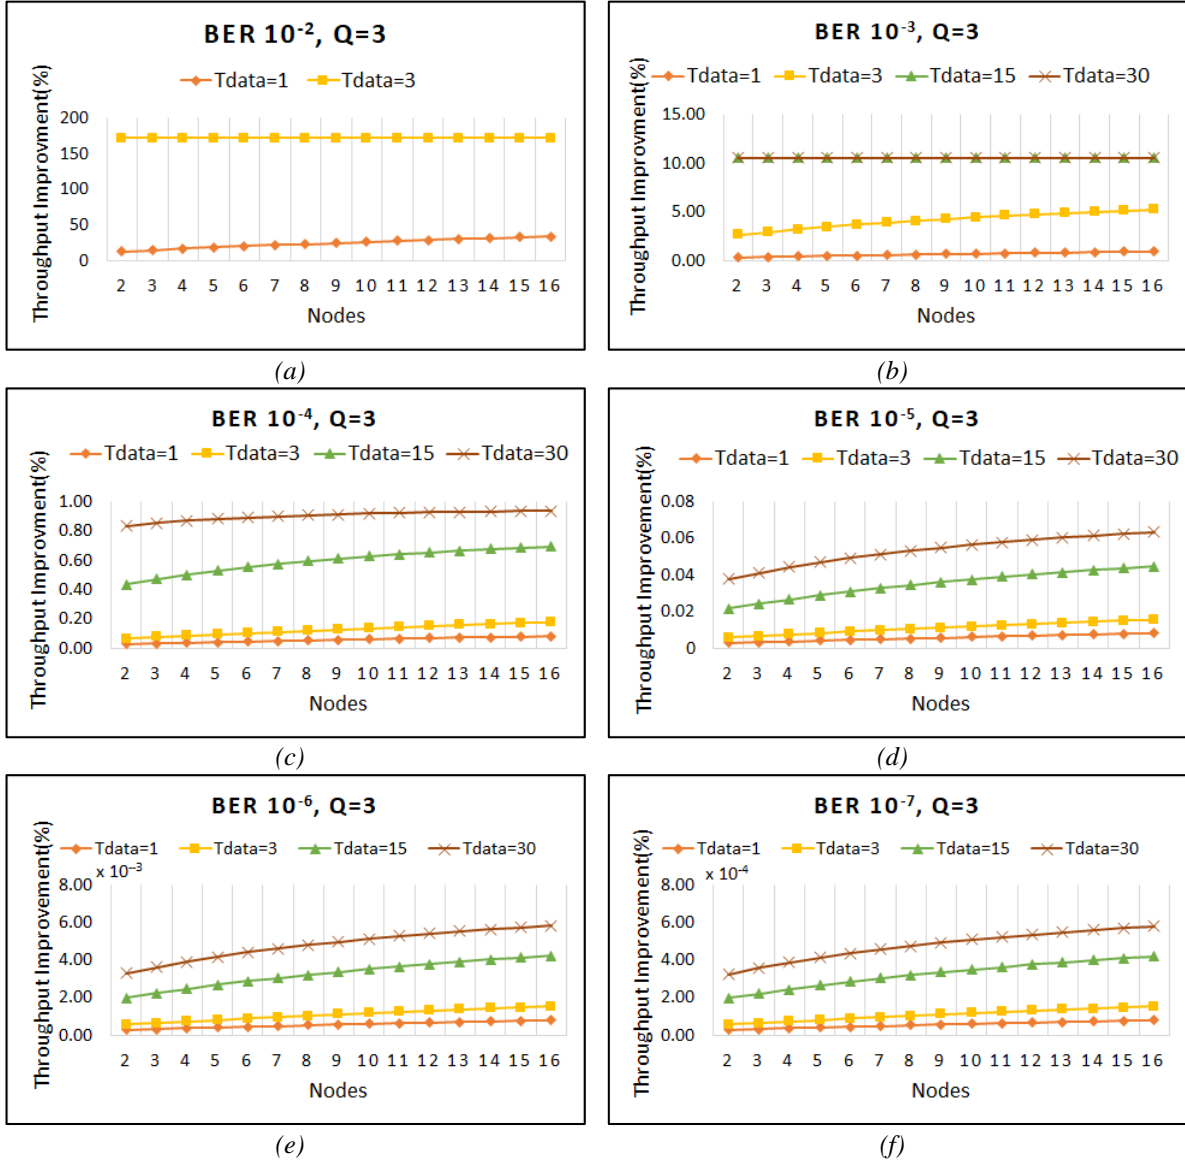 BER 10⁻², Q=3
Tdata=1 Tdata=3
Throughput Improvment(%)
200
150
100
50
0
2 3 4 5 6 7 8 9 10 11 12 13 14 15 16
Nodes
(a)
BER 10⁻³, Q=3
Tdata=1 Tdata=3 Tdata=15 Tdata=30
Throughput Improvment(%)
15.00
10.00
5.00
0.00
2 3 4 5 6 7 8 9 10 11 12 13 14 15 16
Nodes
(b)
BER 10⁻⁴, Q=3
Tdata=1 Tdata=3 Tdata=15 Tdata=30
Throughput Improvment(%)
1.00
0.80
0.60
0.40
0.20
0.00
2 3 4 5 6 7 8 9 10 11 12 13 14 15 16
Nodes
(c)
BER 10⁻⁵, Q=3
Tdata=1 Tdata=3 Tdata=15 Tdata=30
Throughput Improvment(%)
0.08
0.06
0.04
0.02
0
2 3 4 5 6 7 8 9 10 11 12 13 14 15 16
Nodes
(d)
BER 10⁻⁶, Q=3
Tdata=1 Tdata=3 Tdata=15 Tdata=30
Throughput Improvement(%)
x 10⁻³
8.00
6.00
4.00
2.00
0.00
2 3 4 5 6 7 8 9 10 11 12 13 14 15 16
Nodes
(e)
BER 10⁻⁷, Q=3
Tdata=1 Tdata=3 Tdata=15 Tdata=30
Throughput Improvement(%)
x 10⁻⁴
8.00
6.00
4.00
2.00
0.00
2 3 4 5 6 7 8 9 10 11 12 13 14 15 16
Nodes
(f)